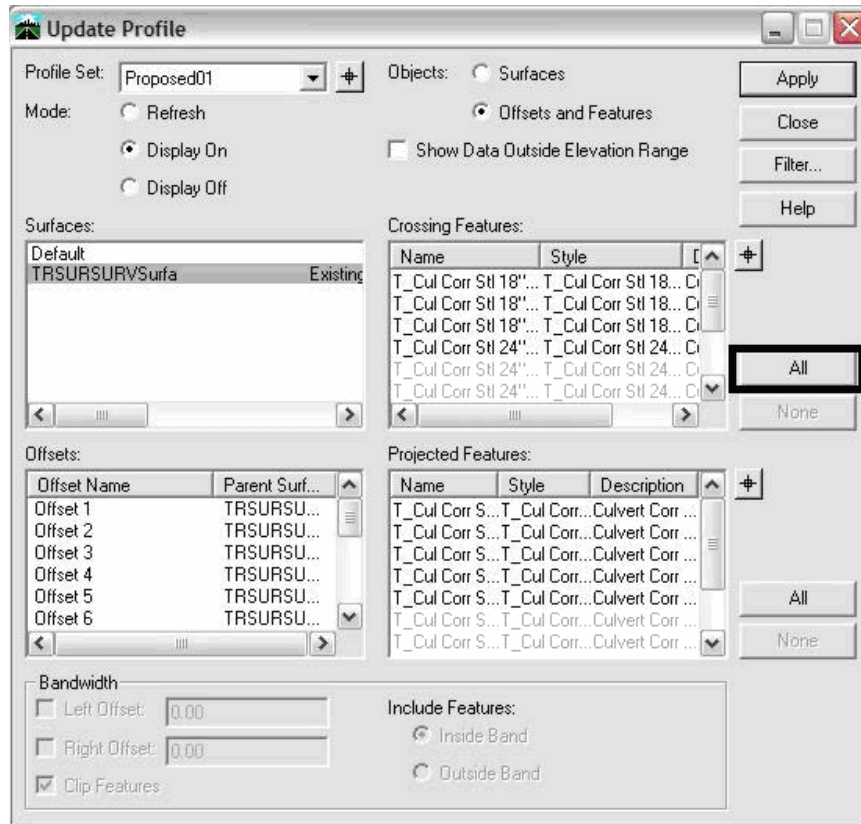 Update Profile
Profile Set: Proposed01
Objects: Surfaces
Offsets and Features
Mode: Refresh
Display On
Display Off
Show Data Outside Elevation Range
Apply
Close
Filter...
Help
Surfaces:
Default
TRSURSURVSurfa Existing
Crossing Features:
Name Style
T_Cul Corr Stl 18''... T_Cul Corr Stl 18...
T_Cul Corr Stl 18''... T_Cul Corr Stl 18...
T_Cul Corr Stl 18''... T_Cul Corr Stl 18...
T_Cul Corr Stl 24''... T_Cul Corr Stl 24...
T_Cul Corr Stl 24''... T_Cul Corr Stl 24...
T_Cul Corr Stl 24''... T_Cul Corr Stl 24...
All
None
Offsets:
Offset Name Parent Surf...
Offset 1 TRSURSU...
Offset 2 TRSURSU...
Offset 3 TRSURSU...
Offset 4 TRSURSU...
Offset 5 TRSURSU...
Offset 6 TRSURSU...
Projected Features:
Name Style Description
T_Cul Corr S... T_Cul Corr... Culvert Corr ...
T_Cul Corr S... T_Cul Corr... Culvert Corr ...
T_Cul Corr S... T_Cul Corr... Culvert Corr ...
T_Cul Corr S... T_Cul Corr... Culvert Corr ...
T_Cul Corr S... T_Cul Corr... Culvert Corr ...
T_Cul Corr S... T_Cul Corr... Culvert Corr ...
T_Cul Corr S... T_Cul Corr... Culvert Corr ...
All
None
Bandwidth
Left Offset: 0.00
Right Offset: 0.00
Clip Features
Include Features:
Inside Band
Outside Band